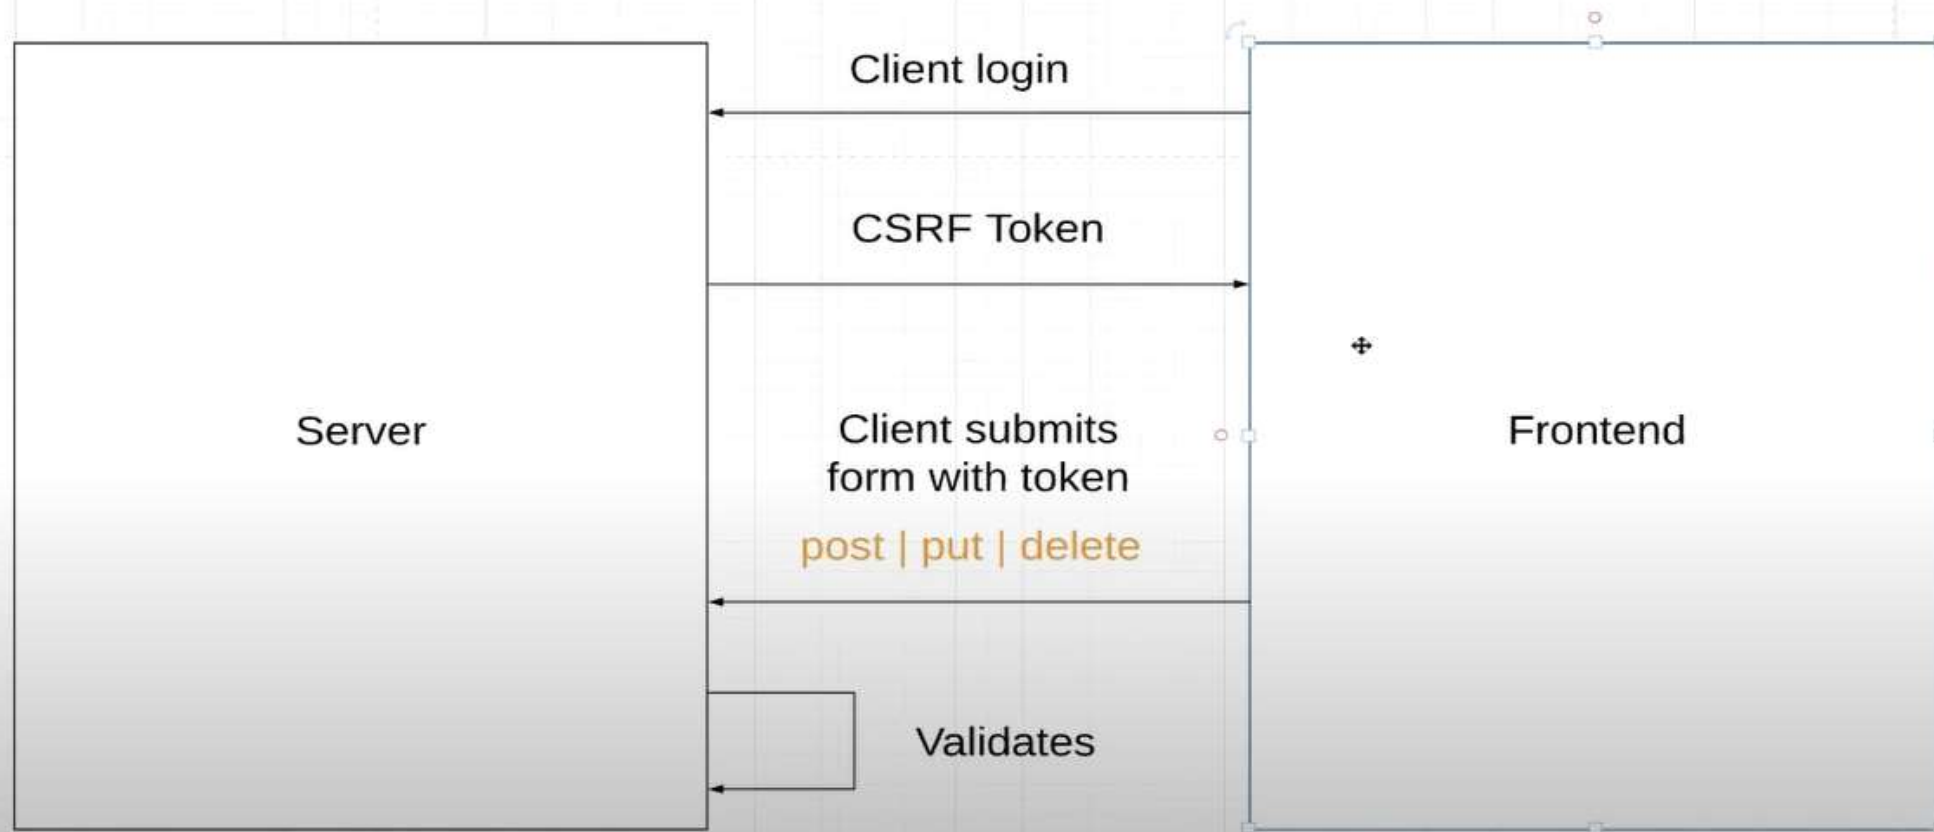 Client login
CSRF Token
Server
Client submits
form with token
Frontend
post | put | delete
Validates